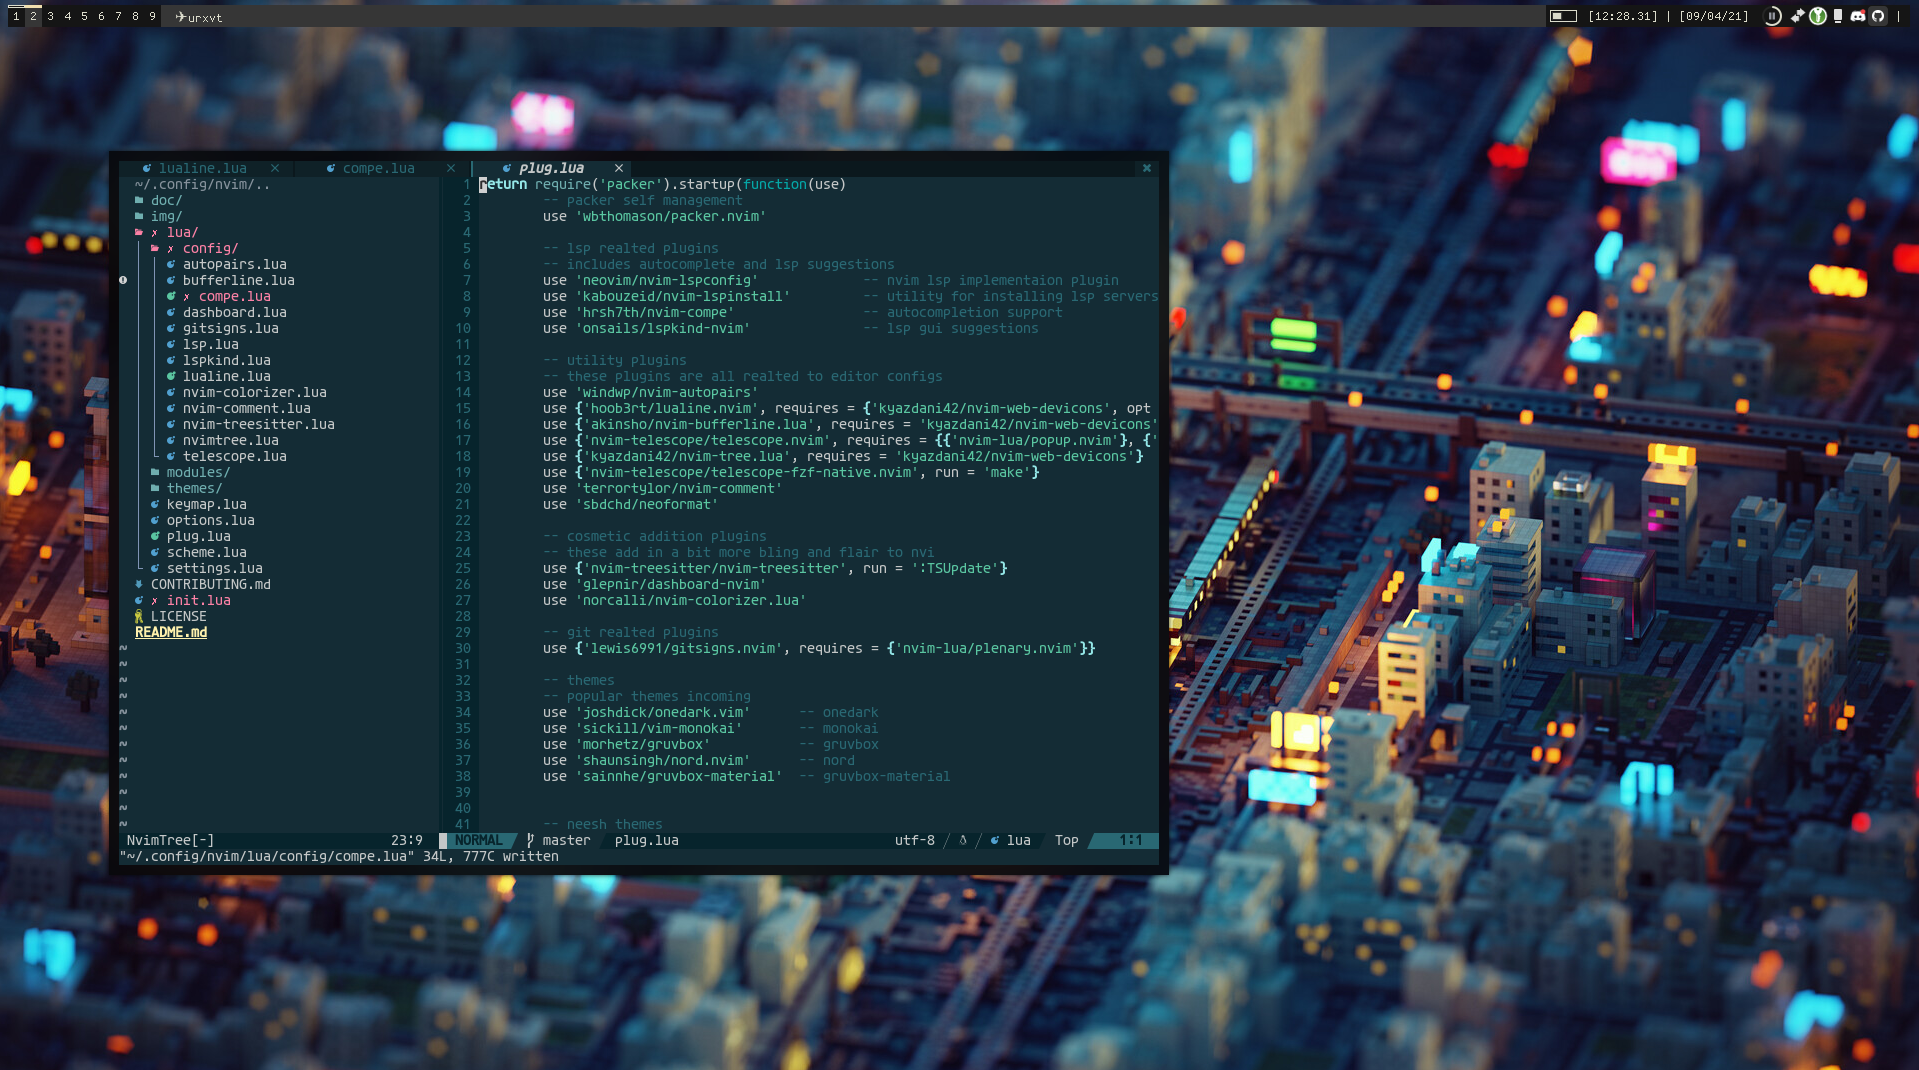 1 2 3 4 5 6 7 8 9 urxvt [12:28.31] | [09/04/21] |
lualine.lua × compe.lua × plug.lua ×
~/.config/nvim/..
doc/
img/
✗ lua/
✗ config/
autopairs.lua
bufferline.lua
✗ compe.lua
dashboard.lua
gitsigns.lua
lsp.lua
lspkind.lua
lualine.lua
nvim-colorizer.lua
nvim-comment.lua
nvim-treesitter.lua
nvimtree.lua
telescope.lua
modules/
themes/
keymap.lua
options.lua
plug.lua
scheme.lua
settings.lua
CONTRIBUTING.md
✗ init.lua
LICENSE
README.md
~
~
~
~
~
~
~
~
~
~
~
~
1 return require('packer').startup(function(use)
2 -- packer self management
3 use 'wbthomason/packer.nvim'
4
5 -- lsp realted plugins
6 -- includes autocomplete and lsp suggestions
7 use 'neovim/nvim-lspconfig' -- nvim lsp implementaion plugin
8 use 'kabouzeid/nvim-lspinstall' -- utility for installing lsp servers
9 use 'hrsh7th/nvim-compe' -- autocompletion support
10 use 'onsails/lspkind-nvim' -- lsp gui suggestions
11
12 -- utility plugins
13 -- these plugins are all realted to editor configs
14 use 'windwp/nvim-autopairs'
15 use {'hoob3rt/lualine.nvim', requires = {'kyazdani42/nvim-web-devicons', opt
16 use {'akinsho/nvim-bufferline.lua', requires = 'kyazdani42/nvim-web-devicons'
17 use {'nvim-telescope/telescope.nvim', requires = {{'nvim-lua/popup.nvim'}, {'
18 use {'kyazdani42/nvim-tree.lua', requires = 'kyazdani42/nvim-web-devicons'}
19 use {'nvim-telescope/telescope-fzf-native.nvim', run = 'make'}
20 use 'terrortylor/nvim-comment'
21 use 'sbdchd/neoformat'
22
23 -- cosmetic addition plugins
24 -- these add in a bit more bling and flair to nvi
25 use {'nvim-treesitter/nvim-treesitter', run = ':TSUpdate'}
26 use 'glepnir/dashboard-nvim'
27 use 'norcalli/nvim-colorizer.lua'
28
29 -- git realted plugins
30 use {'lewis6991/gitsigns.nvim', requires = {'nvim-lua/plenary.nvim'}}
31
32 -- themes
33 -- popular themes incoming
34 use 'joshdick/onedark.vim' -- onedark
35 use 'sickill/vim-monokai' -- monokai
36 use 'morhetz/gruvbox' -- gruvbox
37 use 'shaunsingh/nord.nvim' -- nord
38 use 'sainnhe/gruvbox-material' -- gruvbox-material
39
40
41 -- neesh themes
NvimTree[-] 23:9 NORMAL master plug.lua utf-8 / / lua Top 1:1
"~/.config/nvim/lua/config/compe.lua" 34L, 777C written